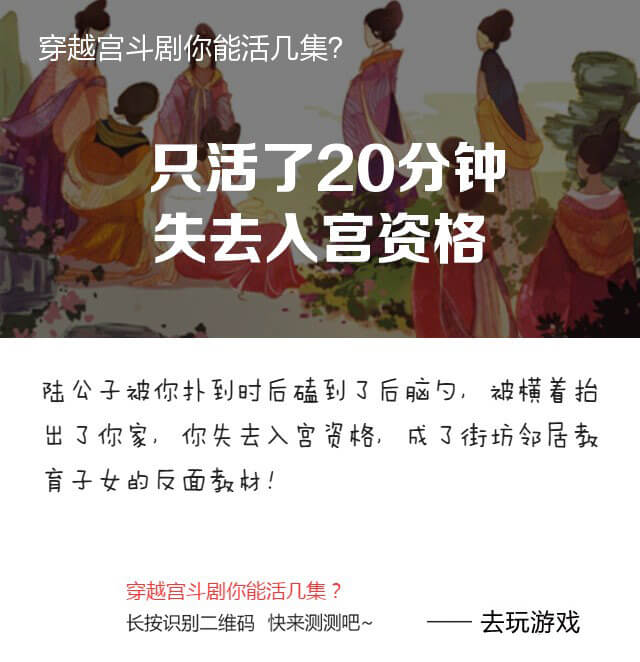 穿越宫斗剧你能活几集?
只活了20分钟
失去入宫资格
陆公子被你扑到时后磕到了后脑勺，被横着抬
出了你家，你失去入宫资格，成了街坊邻居教
育子女的反面教材！
穿越宫斗剧你能活几集？
长按识别二维码 快来测测吧~
—— 去玩游戏